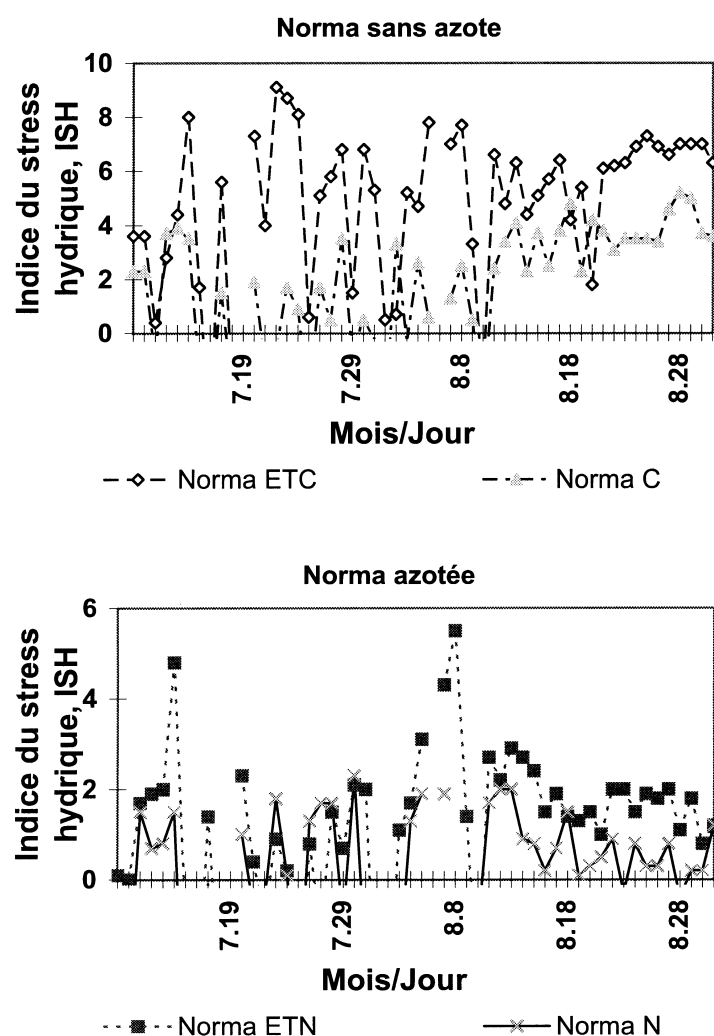 Norma sans azote
Indice du stress
hydrique, ISH
10
8
6
4
2
0
7.19
7.29
8.8
8.18
8.28
Mois/Jour
Norma ETC
Norma C
Norma azotée
Indice du stress
hydrique, ISH
6
4
2
0
7.19
7.29
8.8
8.18
8.28
Mois/Jour
Norma ETN
Norma N